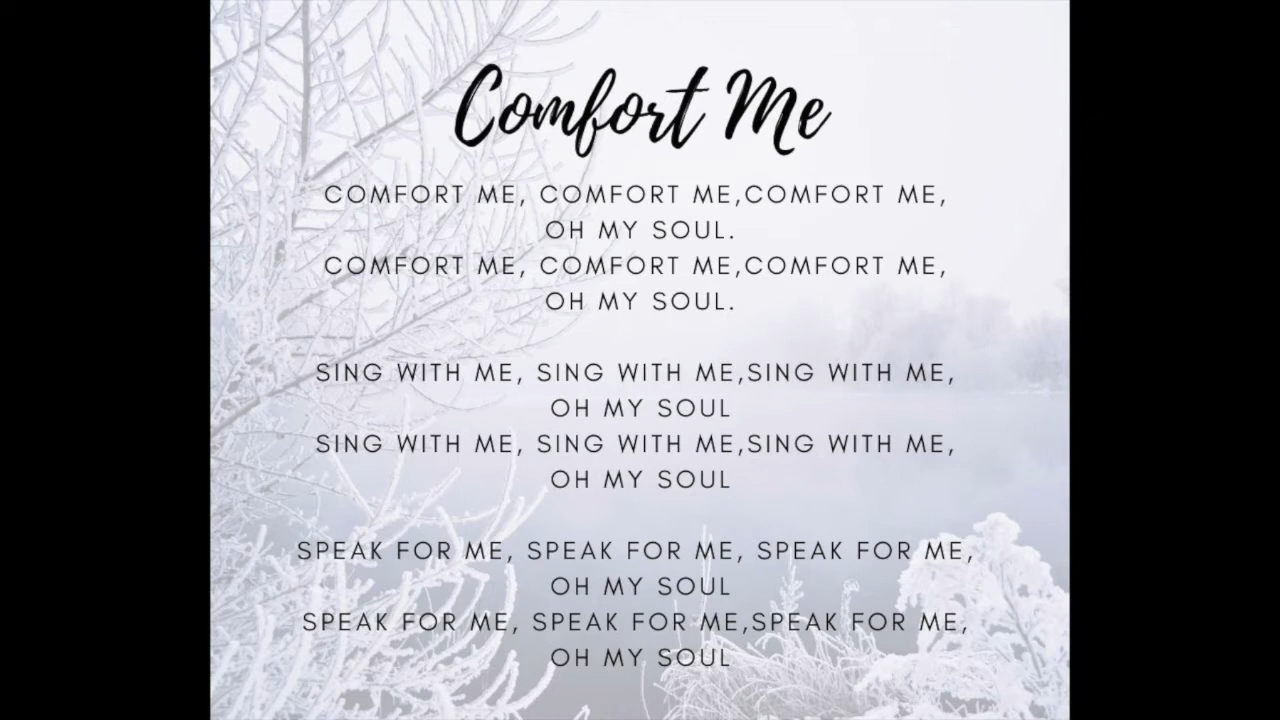 Comfort Me
COMFORT ME, COMFORT ME,COMFORT ME,
OH MY SOUL.
COMFORT ME, COMFORT ME,COMFORT ME,
OH MY SOUL.
SING WITH ME, SING WITH ME,SING WITH ME,
OH MY SOUL
SING WITH ME, SING WITH ME,SING WITH ME,
OH MY SOUL
SPEAK FOR ME, SPEAK FOR ME, SPEAK FOR ME,
OH MY SOUL
SPEAK FOR ME, SPEAK FOR ME,SPEAK FOR ME,
OH MY SOUL